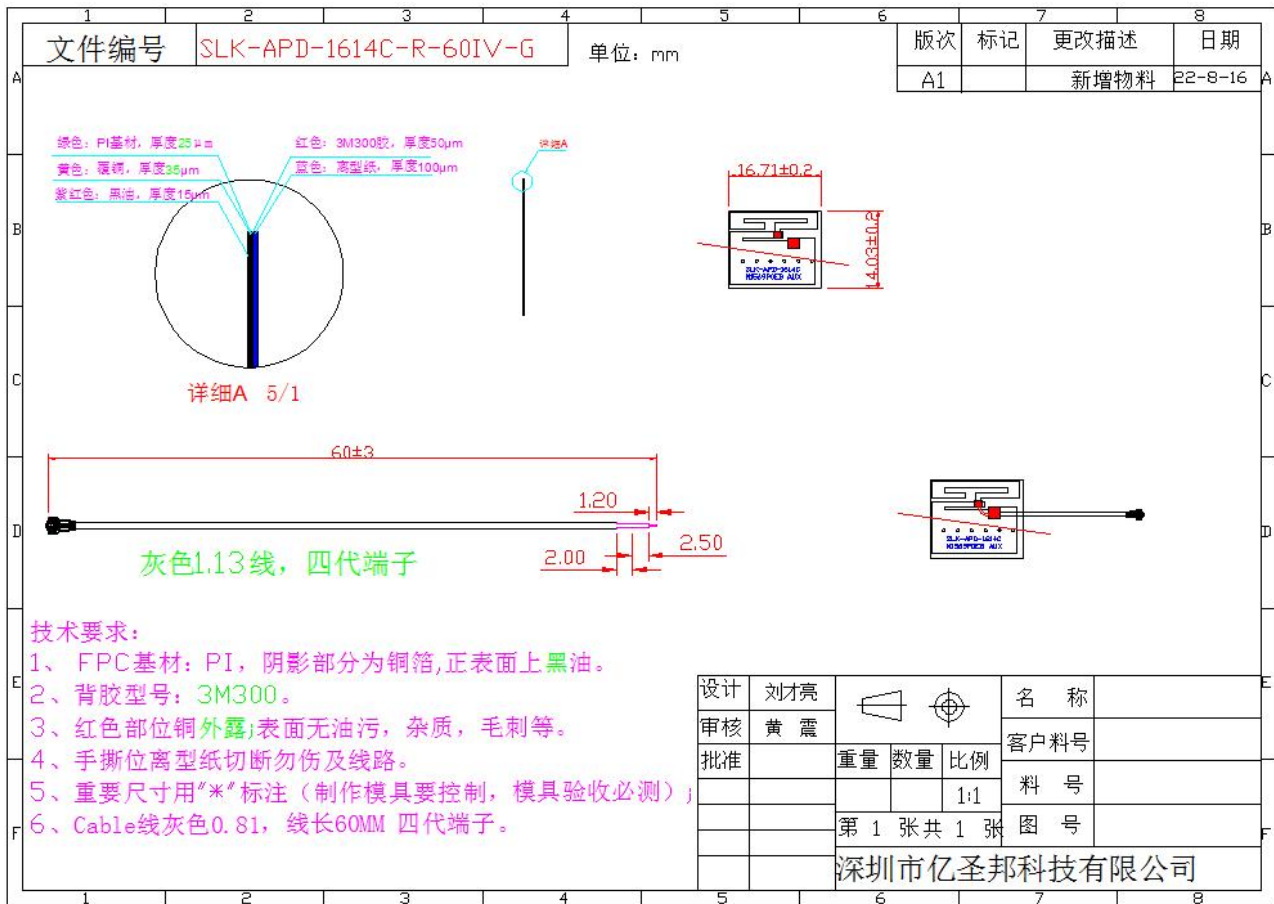 1 2 3 4 5 6 7 8
文件编号 SLK-APD-1614C-R-60IV-G 单位：mm
版次 标记 更改描述 日期
A1 新增物料 22-8-16
A A
绿色：PI基材，厚度25μm
红色：3M300胶，厚度50μm
黄色：覆铜，厚度35μm
蓝色：离型纸，厚度100μm
紫红色：黑油，厚度15μm
详细A
16.71±0.2
14.03±0.2
SLK-APD-1614C
B B
详细A 5/1
C C
60±3
1.20
2.00
2.50
灰色1.13线，四代端子
SLK-APD-1614C
D D
技术要求：
1、 FPC基材：PI，阴影部分为铜箔,正表面上黑油。
2、背胶型号：3M300。
3、红色部位铜外露;表面无油污，杂质，毛刺等。
4、手撕位离型纸切断勿伤及线路。
5、重要尺寸用"*"标注（制作模具要控制，模具验收必测）;
6、Cable线灰色0.81，线长60MM 四代端子。
E E
F F
设计 刘才亮
审核 黄 震
批准
重量 数量 比例
1:1
第 1 张共 1 张
名 称
客户料号
料 号
图 号
深圳市亿圣邦科技有限公司
1 2 3 4 5 6 7 8